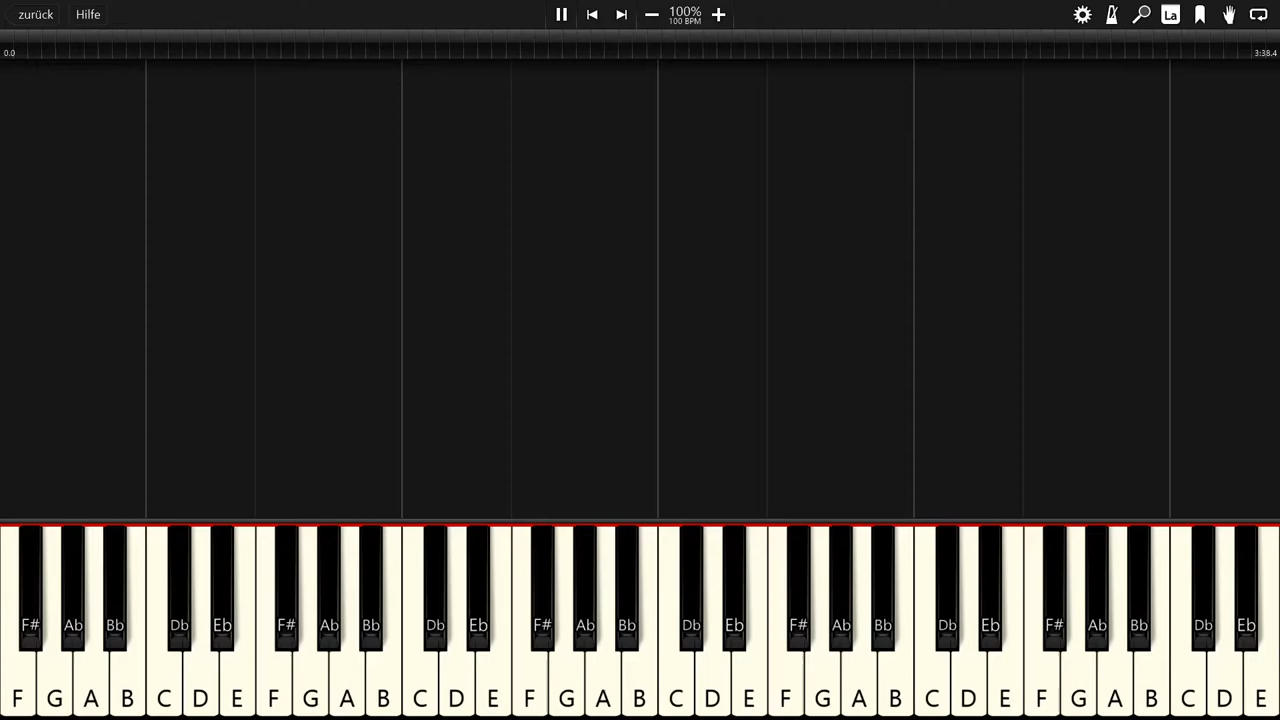 zurück Hilfe 100% La
100 BPM
0.0 3:38.4
F# Ab Bb Db Eb F# Ab Bb Db Eb F# Ab Bb Db Eb F# Ab Bb Db Eb F# Ab Bb Db Eb
F G A B C D E F G A B C D E F G A B C D E F G A B C D E F G A B C D E